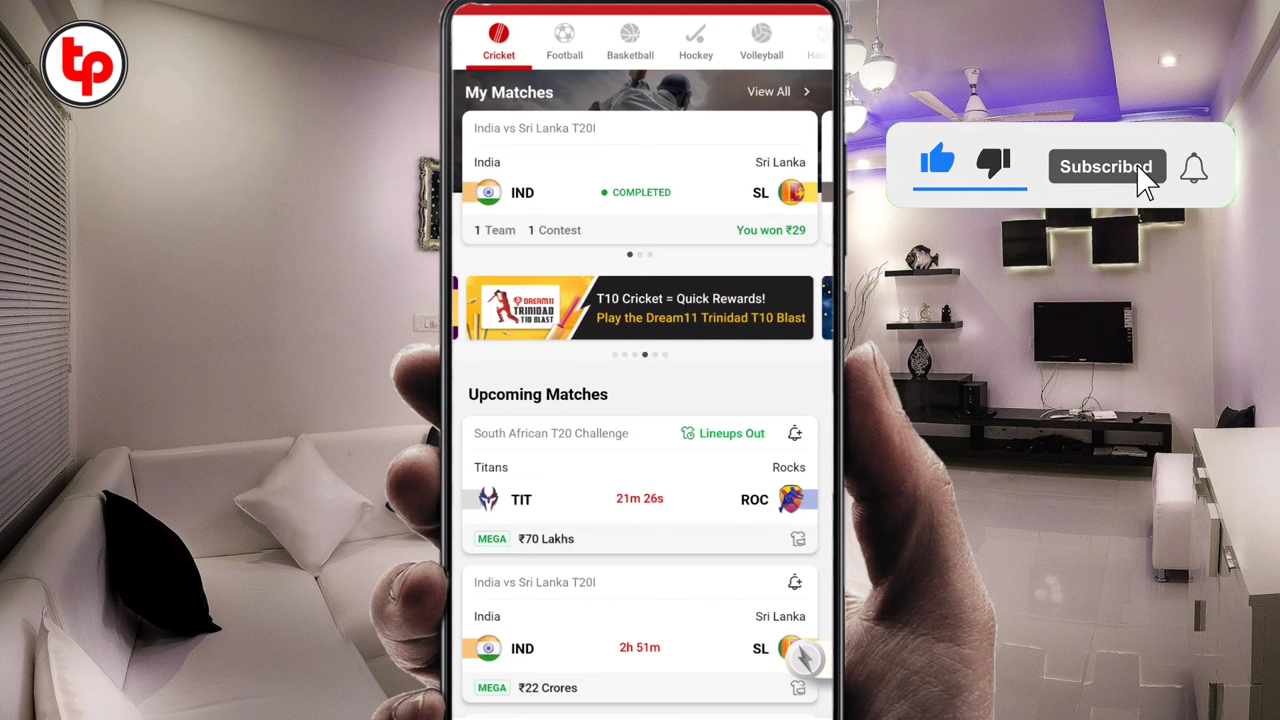 tp
Cricket
Football
Basketball
Hockey
Volleyball
My Matches
View All
India vs Sri Lanka T20I
India
Sri Lanka
IND
COMPLETED
SL
1 Team 1 Contest
You won ₹29
DREAM11
TRINIDAD
T10 BLAST
T10 Cricket = Quick Rewards!
Play the Dream11 Trinidad T10 Blast
Upcoming Matches
South African T20 Challenge
Lineups Out
Titans
Rocks
TIT
21m 26s
ROC
MEGA ₹70 Lakhs
India vs Sri Lanka T20I
India
Sri Lanka
IND
2h 51m
SL
MEGA ₹22 Crores
Subscribed